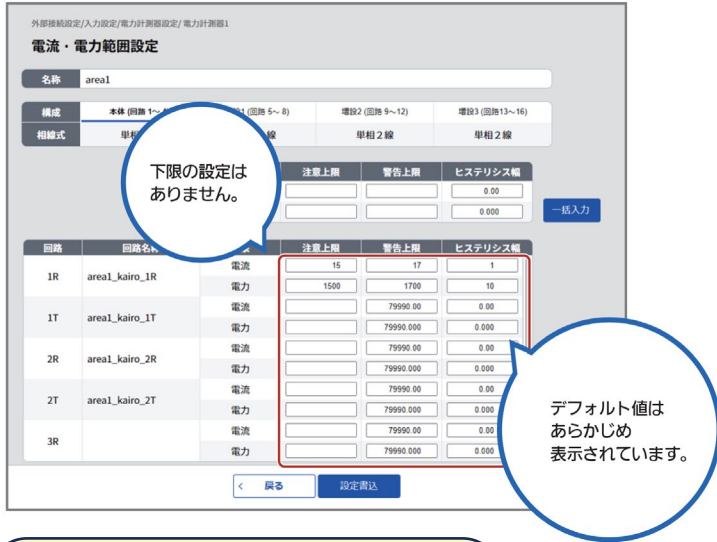 外部接続設定/入力設定/電力計測器設定/ 電力計測器1
電流・電力範囲設定
名称 area1
構成 本体 (回路 1～ (回路 5～ 8) 増設2 (回路 9～12) 増設3 (回路13～16)
相線式 単相 線 単相２線 単相２線
下限の設定は
ありません。
注意上限 警告上限 ヒステリシス幅
0.00
0.000 一括入力
回路 回路名 注意上限 警告上限 ヒステリシス幅
1R area1_kairo_1R 電流 15 17 1
電力 1500 1700 10
1T area1_kairo_1T 電流 79990.00 0.00
電力 79990.000 0.000
2R area1_kairo_2R 電流 79990.00 0.00
電力 79990.000 0.000
2T area1_kairo_2T 電流 79990.00 0.00
電力 79990.000 0.000
3R 電流 79990.00 0.00
電力 79990.000 0.000
デフォルト値は
あらかじめ
表示されています。
< 戻る 設定書込